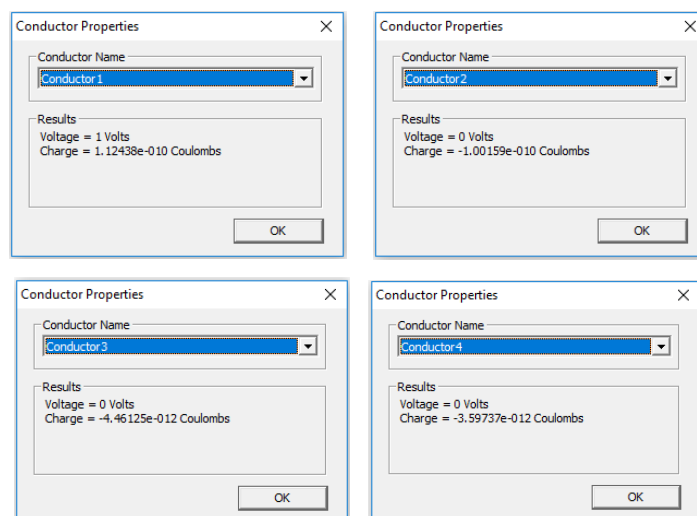 Conductor Properties
Conductor Name
Conductor1
Results
Voltage = 1 Volts
Charge = 1.12438e-010 Coulombs
OK
Conductor Properties
Conductor Name
Conductor2
Results
Voltage = 0 Volts
Charge = -1.00159e-010 Coulombs
OK
Conductor Properties
Conductor Name
Conductor3
Results
Voltage = 0 Volts
Charge = -4.46125e-012 Coulombs
OK
Conductor Properties
Conductor Name
Conductor4
Results
Voltage = 0 Volts
Charge = -3.59737e-012 Coulombs
OK